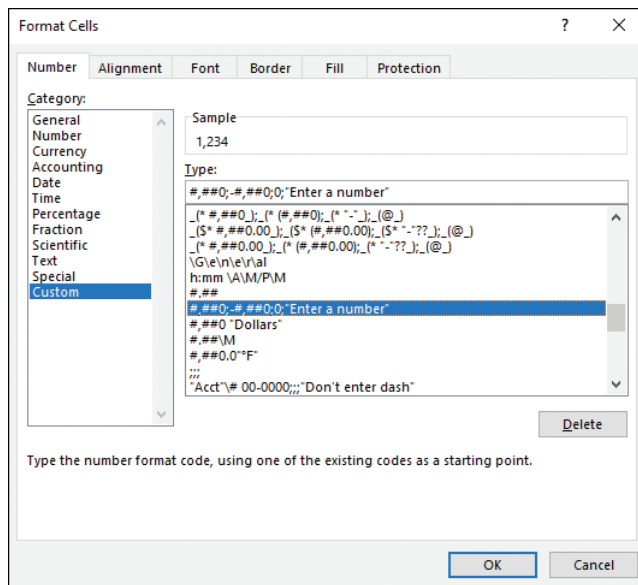 Format Cells
? ×
Number Alignment Font Border Fill Protection
Category:
General
Number
Currency
Accounting
Date
Time
Percentage
Fraction
Scientific
Text
Special
Custom
Sample
1,234
Type:
#,##0;-#,##0;0;"Enter a number"
_(* #,##0_);_(* (#,##0);_(* "-"_);_(@_)
_($* #,##0.00_);_($* (#,##0.00);_($* "-"??_);_(@_)
_(* #,##0.00_);_(* (#,##0.00);_(* "-"??_);_(@_)
\G\e\n\e\r\al
h:mm \A\M/P\M
#.##
#,##0;-#,##0;0;"Enter a number"
#,##0 "Dollars"
#.##\M
#,##0.0"°F"
;;;
"Acct"\# 00-0000;;;"Don't enter dash"
Delete
Type the number format code, using one of the existing codes as a starting point.
OK Cancel